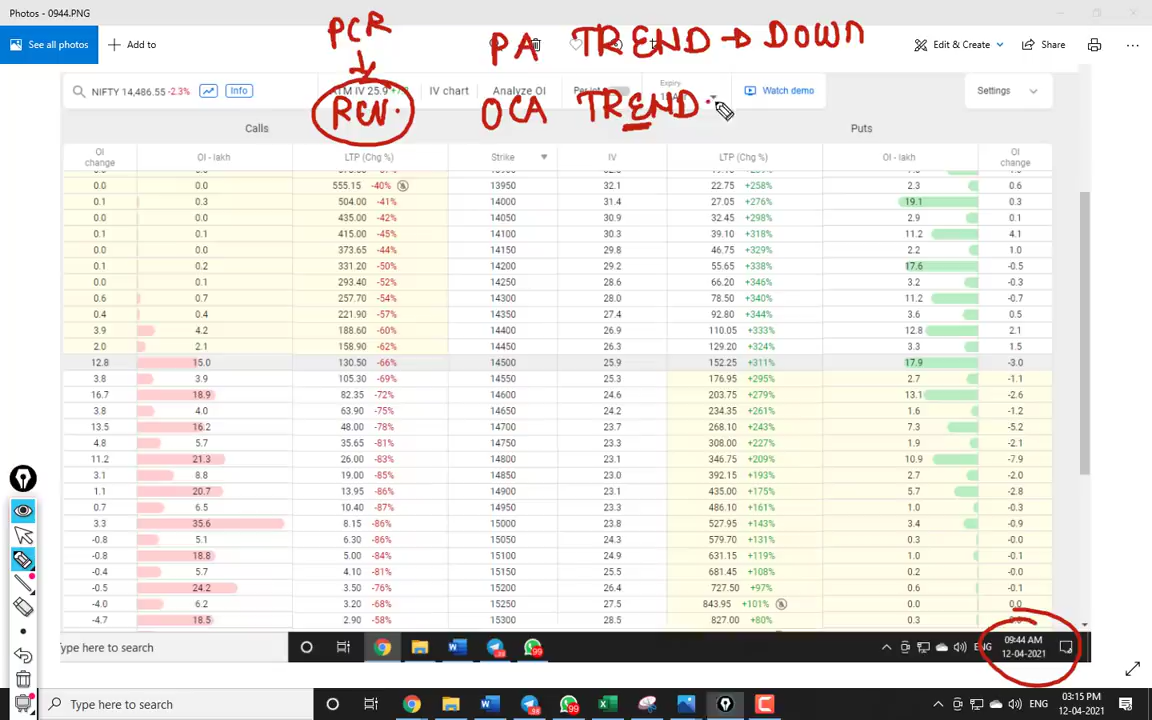 Photos - 0944.PNG
See all photos
Add to
PCR
PA TREND → DOWN
Edit & Create
Share
NIFTY 14,486.55 -2.3%
Info
ATM IV 25.9
IV chart
Analyze OI
Per lot
Expiry
Watch demo
Settings
REV.
OCA TREND
Calls
Puts
OI change OI - lakh LTP (Chg %) Strike IV LTP (Chg %) OI - lakh OI change
0.0 0.0 555.15 -40% 13950 32.1 22.75 +258% 2.3 0.6
0.1 0.3 504.00 -41% 14000 31.4 27.05 +276% 19.1 0.3
0.0 0.0 435.00 -42% 14050 30.9 32.45 +298% 2.9 0.1
0.1 0.1 415.00 -45% 14100 30.3 39.10 +318% 11.2 4.1
0.0 0.0 373.65 -44% 14150 29.8 46.75 +329% 2.2 1.0
0.1 0.2 331.20 -50% 14200 29.2 55.65 +338% 17.6 -0.5
0.0 0.1 293.40 -52% 14250 28.6 66.20 +346% 3.2 -0.3
0.6 0.7 257.70 -54% 14300 28.0 78.50 +340% 11.2 -0.7
0.4 0.4 221.90 -57% 14350 27.4 92.80 +344% 3.6 0.5
3.9 4.2 188.60 -60% 14400 26.9 110.05 +333% 12.8 2.1
2.0 2.1 158.90 -62% 14450 26.3 129.20 +324% 3.3 1.5
12.8 15.0 130.50 -66% 14500 25.9 152.25 +311% 17.9 -3.0
3.8 3.9 105.30 -69% 14550 25.3 176.95 +295% 2.7 -1.1
16.7 18.9 82.35 -72% 14600 24.6 203.75 +279% 13.1 -2.6
3.8 4.0 63.90 -75% 14650 24.2 234.35 +261% 1.6 -1.2
13.5 16.2 48.00 -78% 14700 23.7 268.10 +243% 7.3 -5.2
4.8 5.7 35.65 -81% 14750 23.3 308.00 +227% 1.9 -2.1
11.2 21.3 26.00 -83% 14800 23.1 346.75 +209% 10.9 -7.9
3.1 8.8 19.00 -85% 14850 23.0 392.15 +193% 2.7 -2.0
1.1 20.7 13.95 -86% 14900 23.1 435.00 +175% 5.7 -2.8
0.7 6.5 10.40 -87% 14950 23.3 486.10 +161% 1.0 -0.3
3.3 35.6 8.15 -86% 15000 23.8 527.95 +143% 3.4 -0.9
-0.8 5.1 6.30 -86% 15050 24.3 579.70 +131% 0.3 -0.0
-0.8 18.8 5.00 -84% 15100 24.9 631.15 +119% 1.0 -0.1
-0.4 5.7 4.10 -81% 15150 25.5 681.45 +108% 0.2 -0.0
-0.5 24.2 3.50 -76% 15200 26.4 727.50 +97% 0.6 -0.1
-4.0 6.2 3.20 -68% 15250 27.5 843.95 +101% 0.0 0.0
-4.7 18.5 2.90 -58% 15300 28.5 827.00 +80% 0.3
ype here to search
99
ENG
09:44 AM
12-04-2021
Type here to search
99
ENG
03:15 PM
12-04-2021